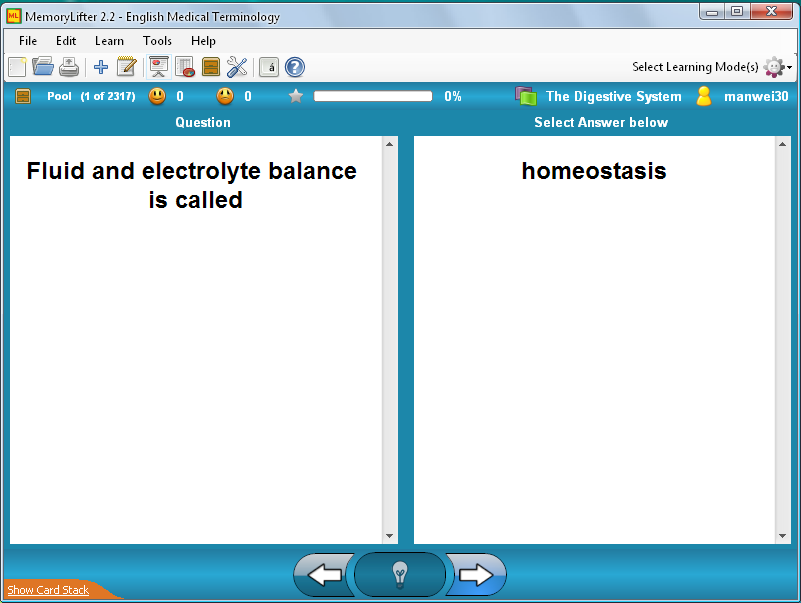 ML MemoryLifter 2.2 - English Medical Terminology
File Edit Learn Tools Help
á ? Select Learning Mode(s)
Pool (1 of 2317) 0 0 0% The Digestive System manwei30
Question Select Answer below
Fluid and electrolyte balance
is called
homeostasis
Show Card Stack